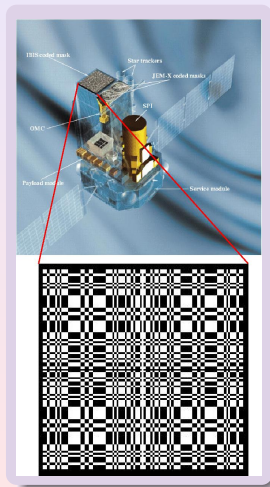 IBIS coded mask
Star trackers
JEM-X coded masks
SPI
OMC
Payload module
Service module